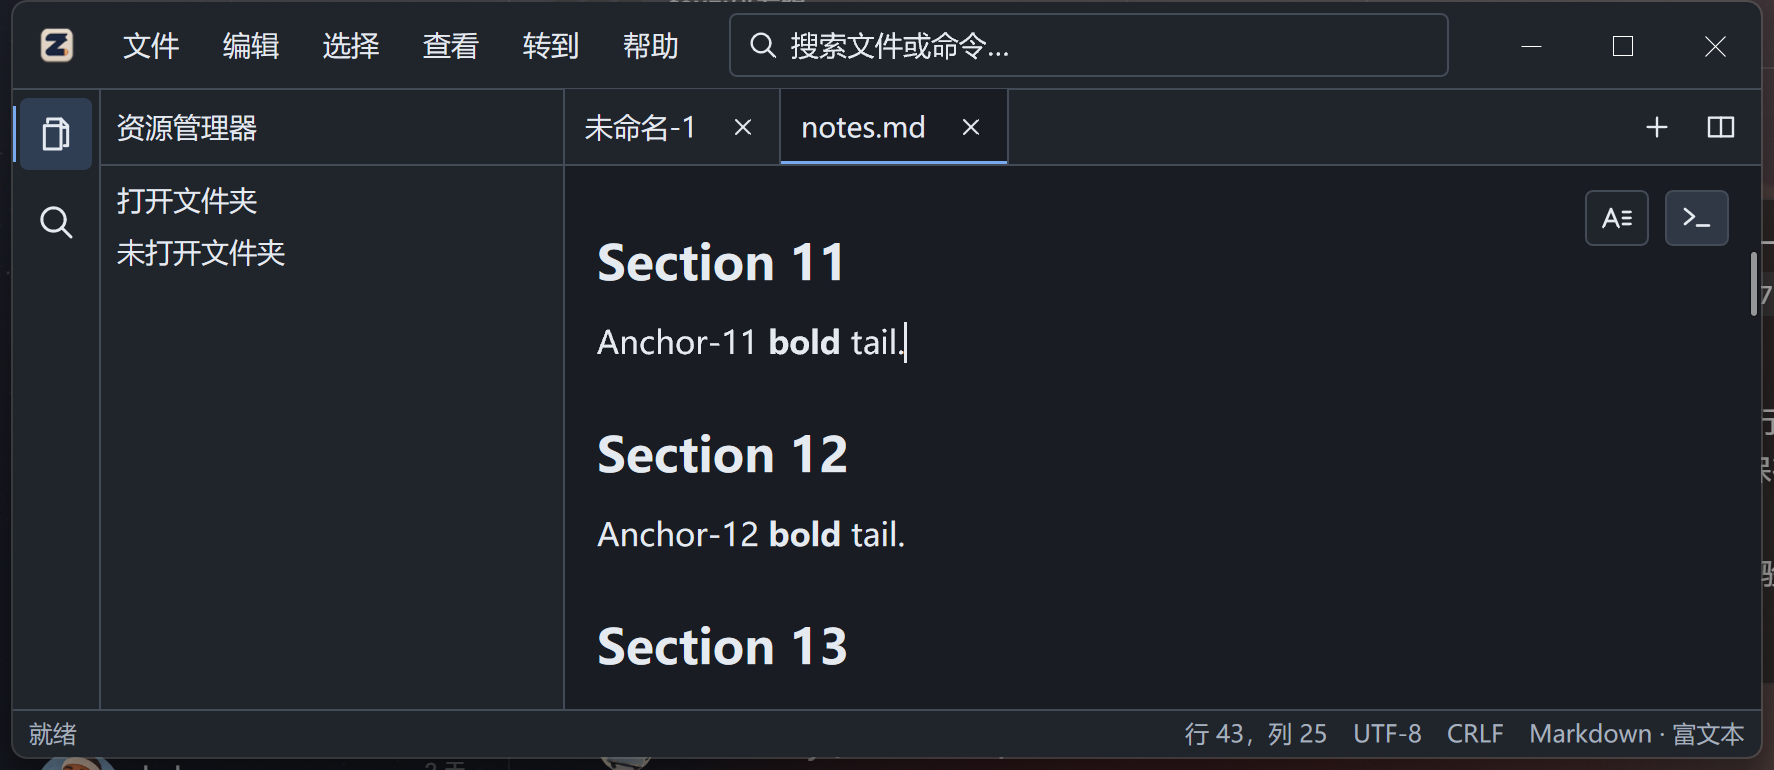 文件 编辑 选择 查看 转到 帮助 搜索文件或命令...
资源管理器
未命名-1
notes.md
打开文件夹
未打开文件夹
Section 11
Anchor-11 bold tail.
Section 12
Anchor-12 bold tail.
Section 13
就绪
行 43，列 25 UTF-8 CRLF Markdown · 富文本